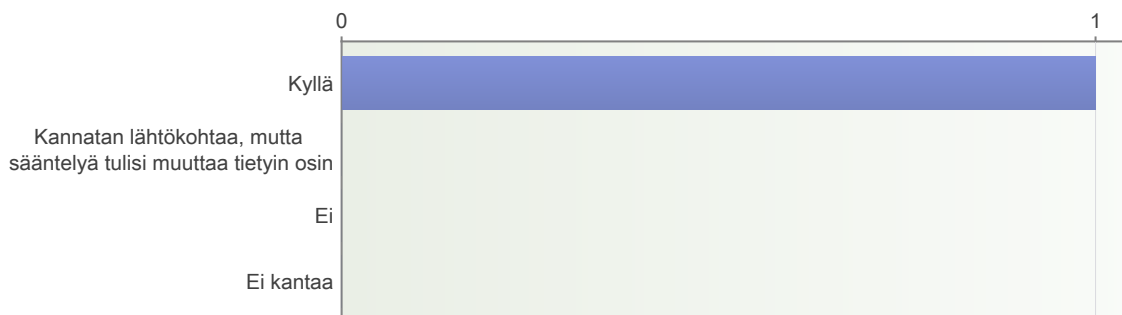 0 1
Kyllä
Kannatan lähtökohtaa, mutta
sääntelyä tulisi muuttaa tietyin osin
Ei
Ei kantaa